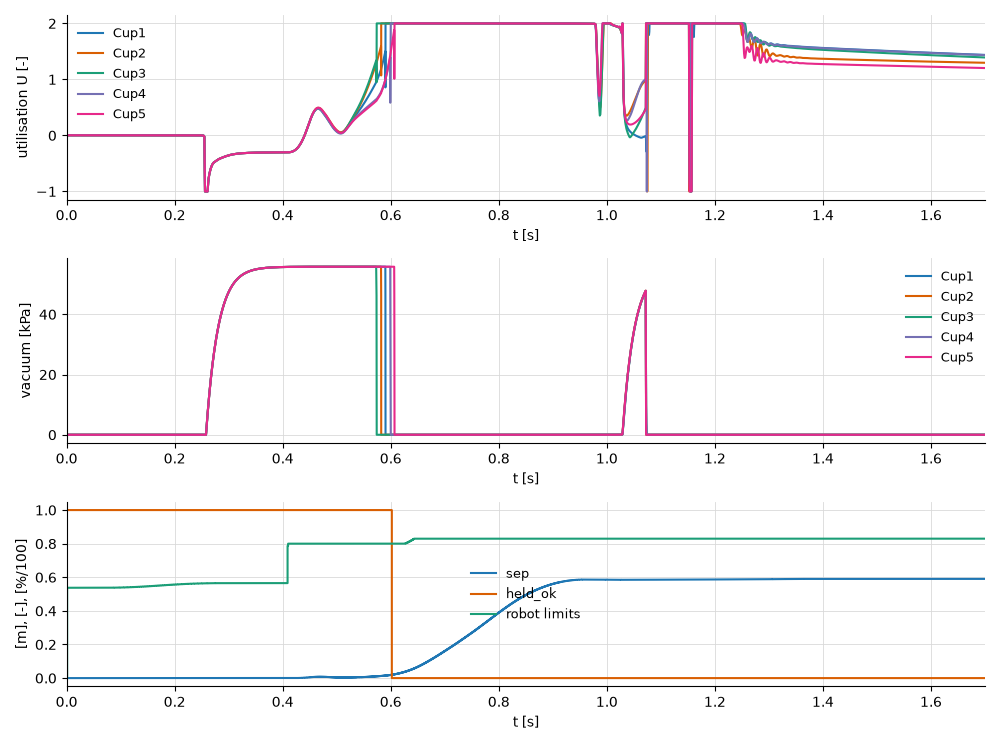 utilisation U [-]
2
1
0
−1
Cup1
Cup2
Cup3
Cup4
Cup5
0.0 0.2 0.4 0.6 0.8 1.0 1.2 1.4 1.6
t [s]
vacuum [kPa]
40
20
0
Cup1
Cup2
Cup3
Cup4
Cup5
0.0 0.2 0.4 0.6 0.8 1.0 1.2 1.4 1.6
t [s]
[m], [-], [%/100]
1.0
0.8
0.6
0.4
0.2
0.0
sep
held_ok
robot limits
0.0 0.2 0.4 0.6 0.8 1.0 1.2 1.4 1.6
t [s]